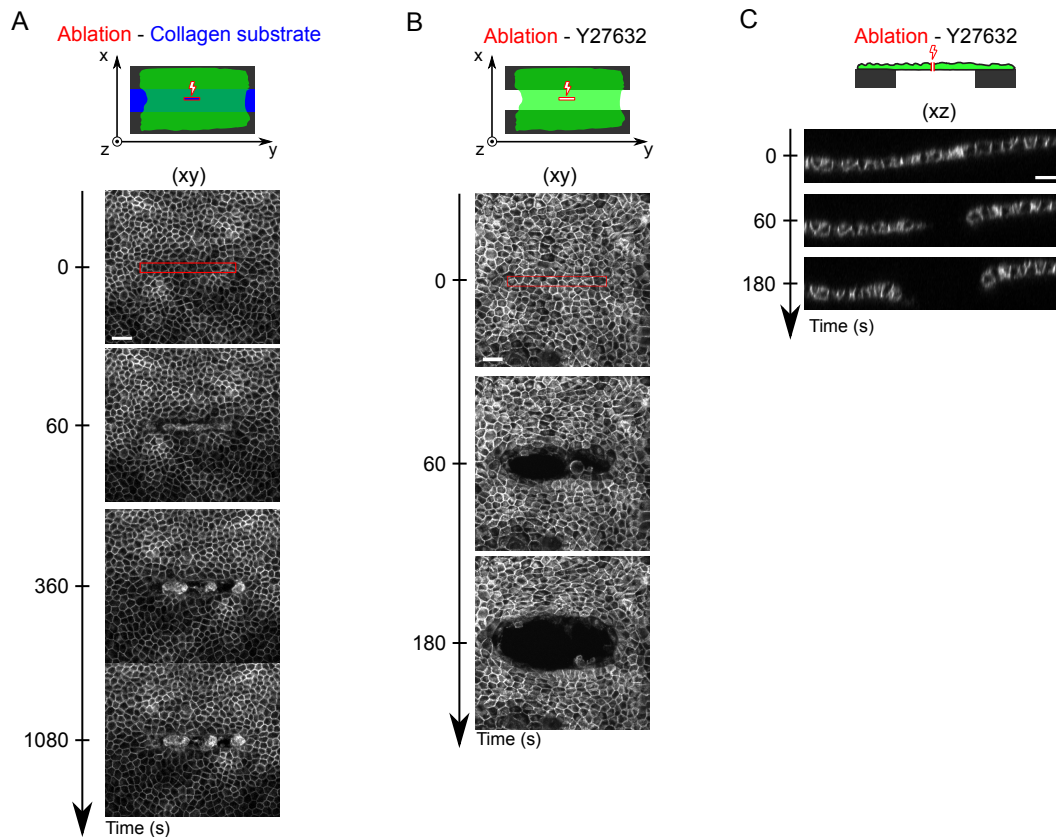 A
Ablation - Collagen substrate
x
z
y
(xy)
0
60
360
1080
Time (s)
B
Ablation - Y27632
x
z
y
(xy)
0
60
180
Time (s)
C
Ablation - Y27632
(xz)
0
60
180
Time (s)